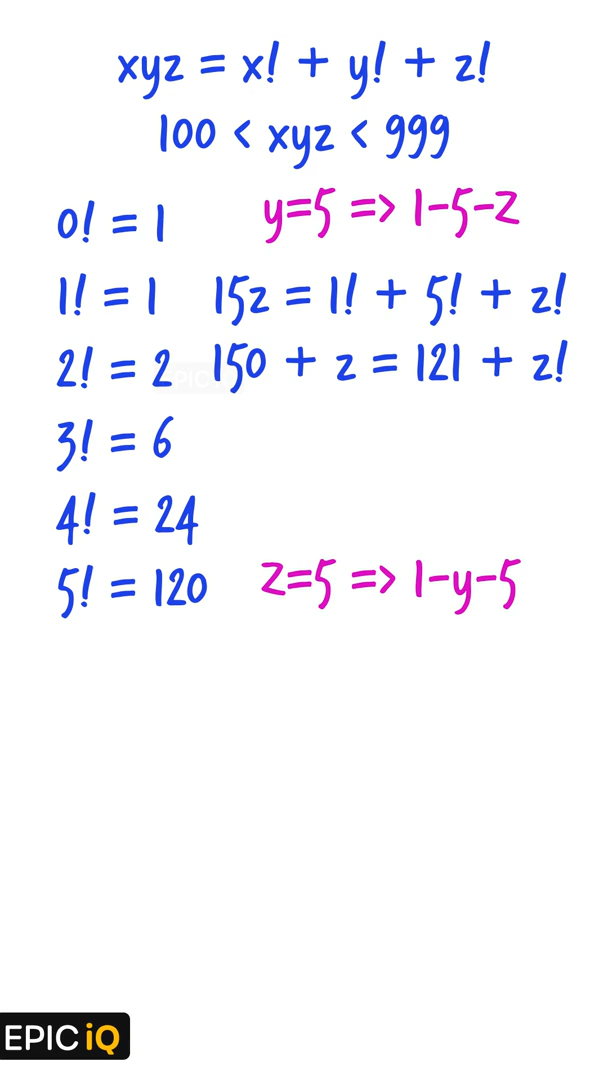 xyz = x! + y! + z!
100 < xyz < 999
0! = 1
y=5 => 1-5-z
1! = 1
15z = 1! + 5! + z!
2! = 2
150 + z = 121 + z!
3! = 6
4! = 24
5! = 120
z=5 => 1-y-5
EPIC iQ